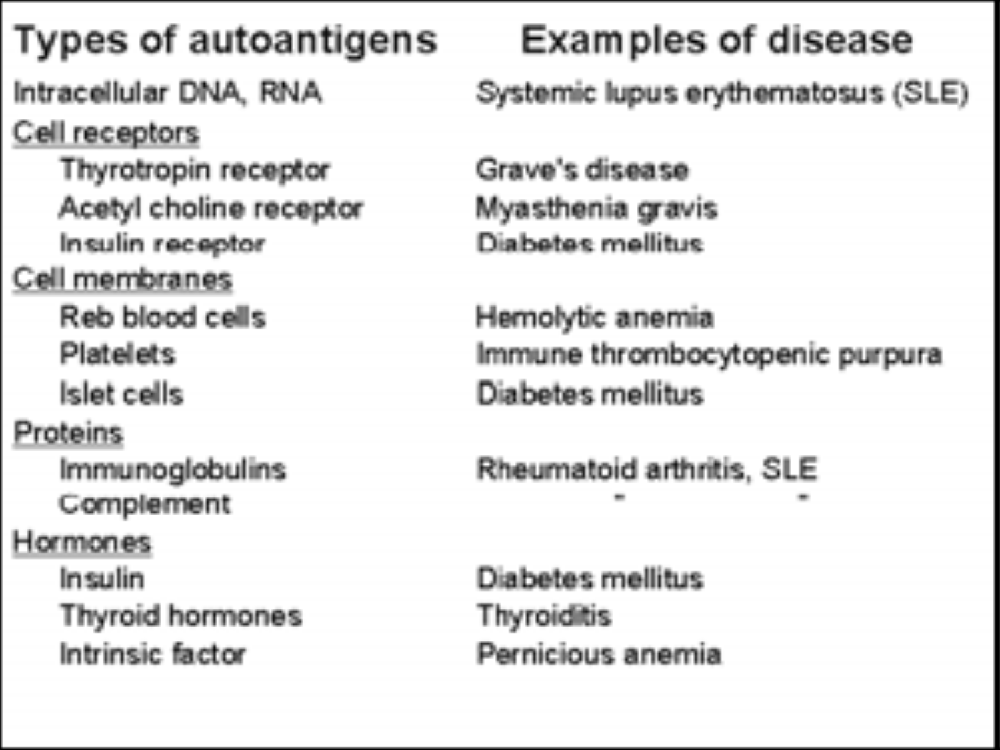 Types of autoantigens Examples of disease
Intracellular DNA, RNA Systemic lupus erythematosus (SLE)
Cell receptors
Thyrotropin receptor Grave's disease
Acetyl choline receptor Myasthenia gravis
Insulin receptor Diabetes mellitus
Cell membranes
Reb blood cells Hemolytic anemia
Platelets Immune thrombocytopenic purpura
Islet cells Diabetes mellitus
Proteins
Immunoglobulins Rheumatoid arthritis, SLE
Complement " "
Hormones
Insulin Diabetes mellitus
Thyroid hormones Thyroiditis
Intrinsic factor Pernicious anemia